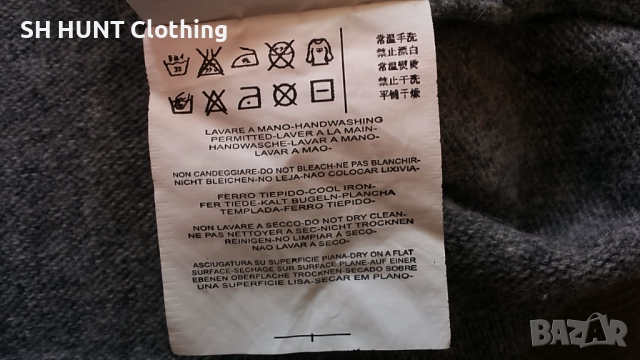 SH HUNT Clothing
常温手洗
禁止漂白
常温熨烫
禁止干洗
平铺干燥
LAVARE A MANO-HANDWASHING
PERMITTED-LAVER A LA MAIN-
HANDWASCHE-LAVAR A MANO-
LAVAR A MAO-
NON CANDEGGIARE-DO NOT BLEACH-NE PAS BLANCHIR-
NICHT BLEICHEN-NO LEJA-NAO COLOCAR LIXIVIA-
FERRO TIEPIDO-COOL IRON-
FER TIEDE-KALT BUGELN-PLANCHA
TEMPLADA-FERRO TIEPIDO-
NON LAVARE A SECCO-DO NOT DRY CLEAN-
NE PAS NETTOYER A SEC-NICHT TROCKNEN
REINIGEN-NO LIMPIAR A SECO-
NAO LAVAR A SECO-
ASCIUGATURA SU SUPERFICIE PIANA-DRY ON A FLAT
SURFACE-SECHAGE SUR SURFACE PLANE-AUF EINER
EBENEN OBERFLACHE TROCKNEN-SECADO SOBRE
UNA SUPERFICIE LISA-SECAR EM PLANO-
BAZAR